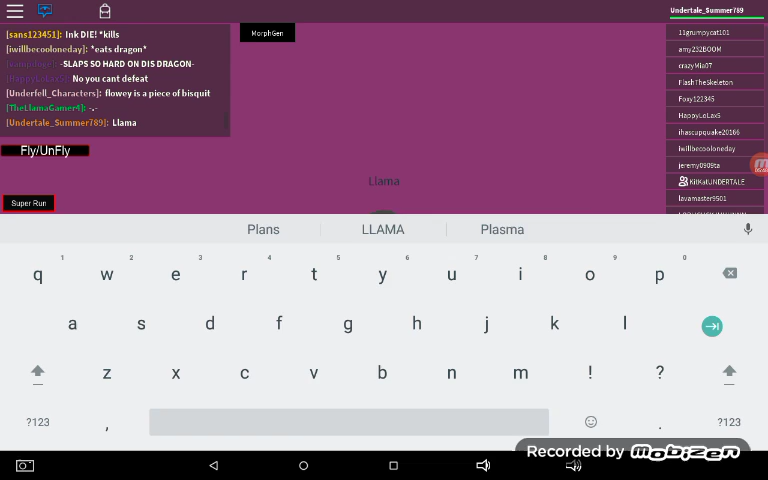 Undertale_Summer789
[sans123451]: Ink DIE! *kills
[iwillbecooloneday]: *eats dragon*
-SLAPS SO HARD ON DIS DRAGON-
[HappyLoLax5]: No you cant defeat
[Underfell_Characters]: flowey is a piece of bisquit
[TheLlamaGamer4]: -.-
[Undertale_Summer789]: Llama
MorphGen
Fly/UnFly
Super Run
Llama
11grumpycat101
amy232BOOM
crazyMia07
FlashTheSkeleton
Foxy122345
HappyLoLax5
ihascupquake20166
iwillbecooloneday
jeremy0909ta
KitKatUNDERTALE
lavamaster9501
Plans LLAMA Plasma
1 2 3 4 5 6 7 8 9 0
q w e r t y u i o p
a s d f g h j k l
z x c v b n m ! ?
?123 , . ?123
Recorded by mobizen